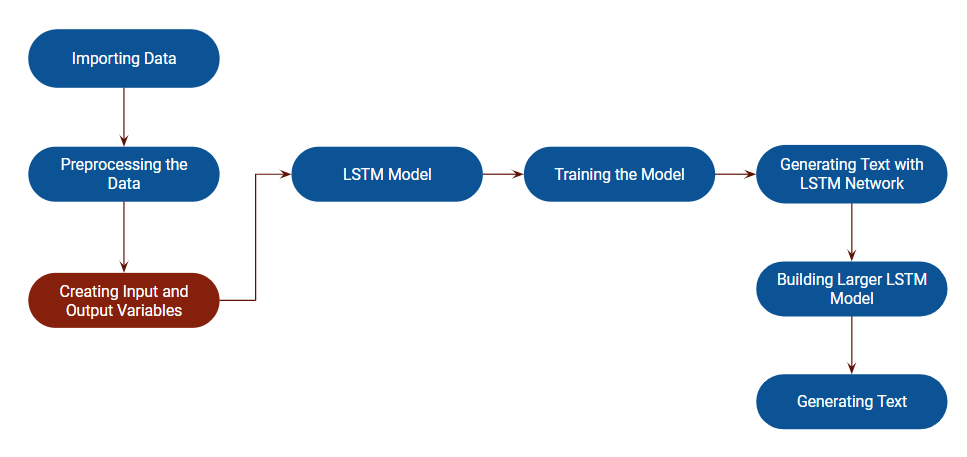 Importing Data
Preprocessing the
Data
Creating Input and
Output Variables
LSTM Model
Training the Model
Generating Text with
LSTM Network
Building Larger LSTM
Model
Generating Text